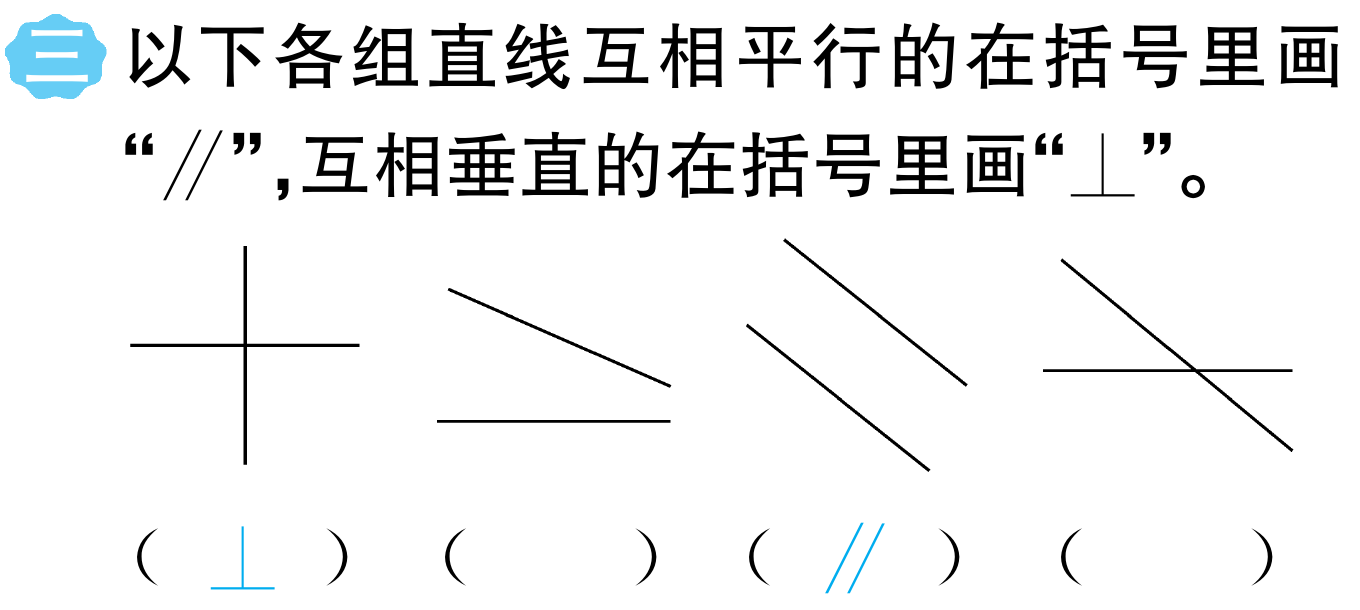 三 以下各组直线互相平行的在括号里画
“∥”,互相垂直的在括号里画“⊥”。
( ⊥ ) (  ) ( ∥ ) (  )